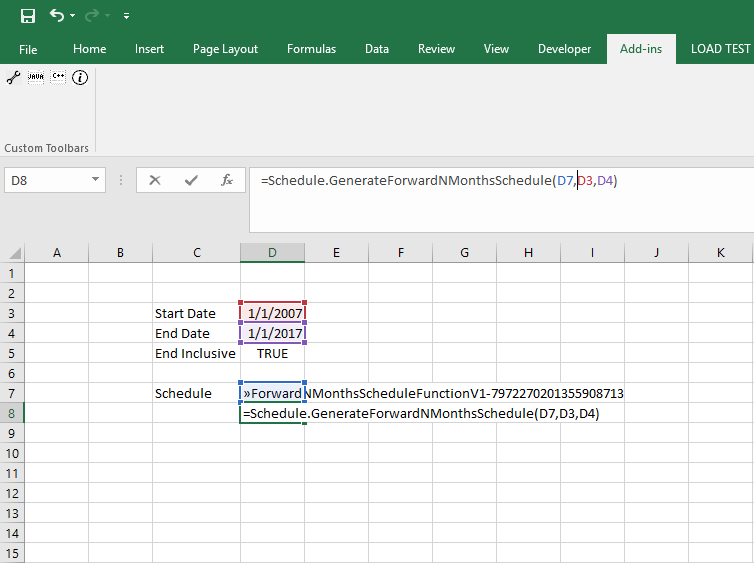 File Home Insert Page Layout Formulas Data Review View Developer Add-ins LOAD TEST
JAVA C++ i
Custom Toolbars
D8 fx =Schedule.GenerateForwardNMonthsSchedule(D7,D3,D4)
A B C D E F G H I J K
1
2
3 Start Date 1/1/2007
4 End Date 1/1/2017
5 End Inclusive TRUE
6
7 Schedule »ForwardNMonthsScheduleFunctionV1-7972270201355908713
8 =Schedule.GenerateForwardNMonthsSchedule(D7,D3,D4)
9
10
11
12
13
14
15